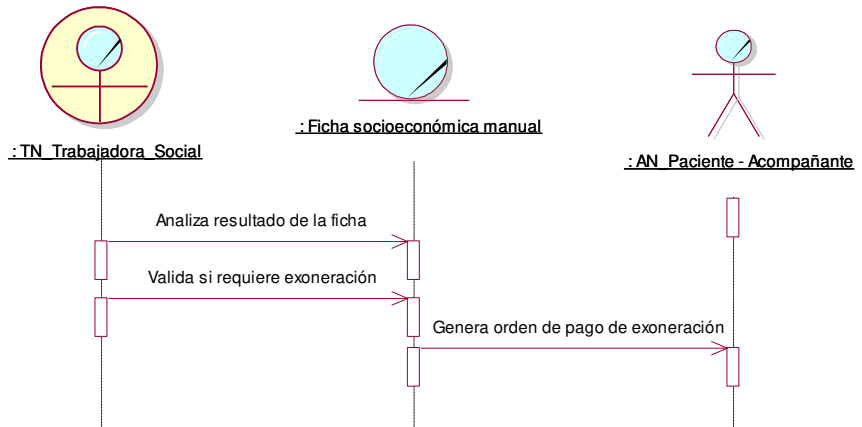 : Ficha socioeconómica manual
: TN_Trabajadora_Social
: AN_Paciente - Acompañante
Analiza resultado de la ficha
Valida si requiere exoneración
Genera orden de pago de exoneración